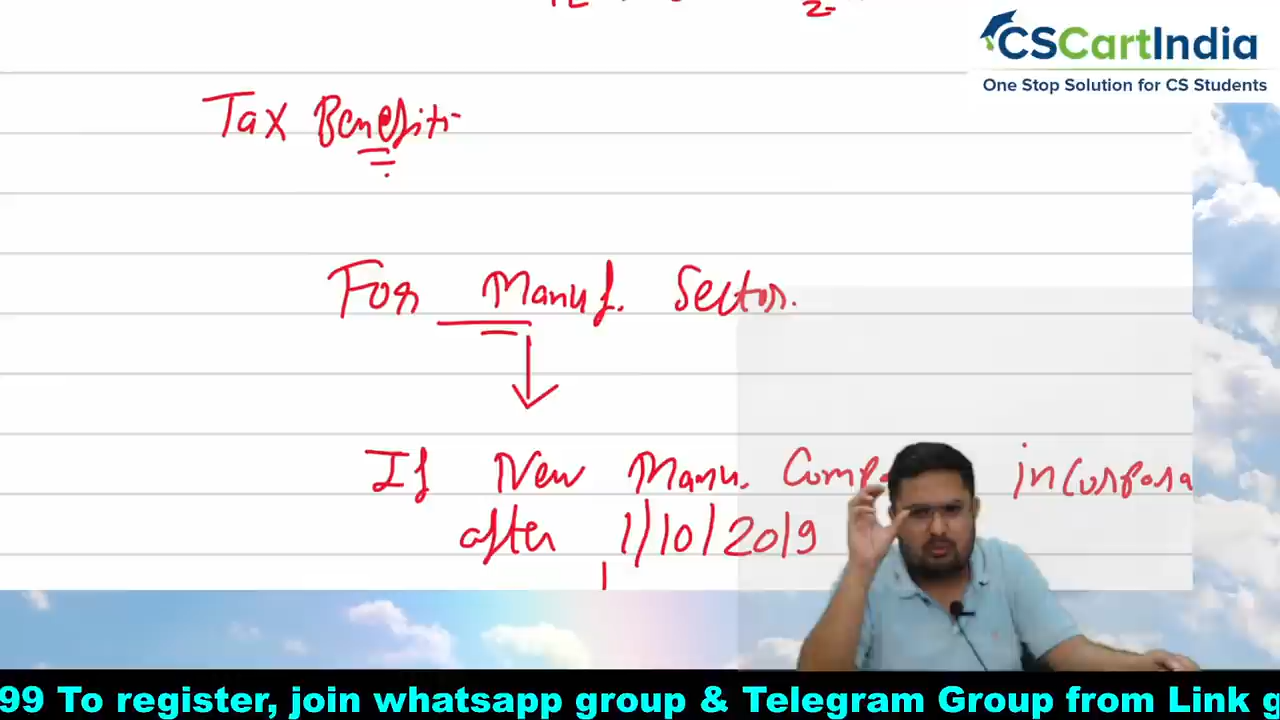 CSCartIndia
One Stop Solution for CS Students
Tax Benefits
For Manuf. Sector.
If New Manu. incorpora
after 1/10/2019
99 To register, join whatsapp group & Telegram Group from Link g